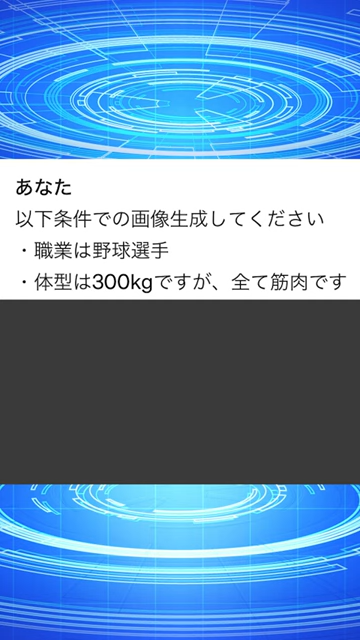 あなた
以下条件での画像生成してください
・職業は野球選手
・体型は300kgですが、全て筋肉です